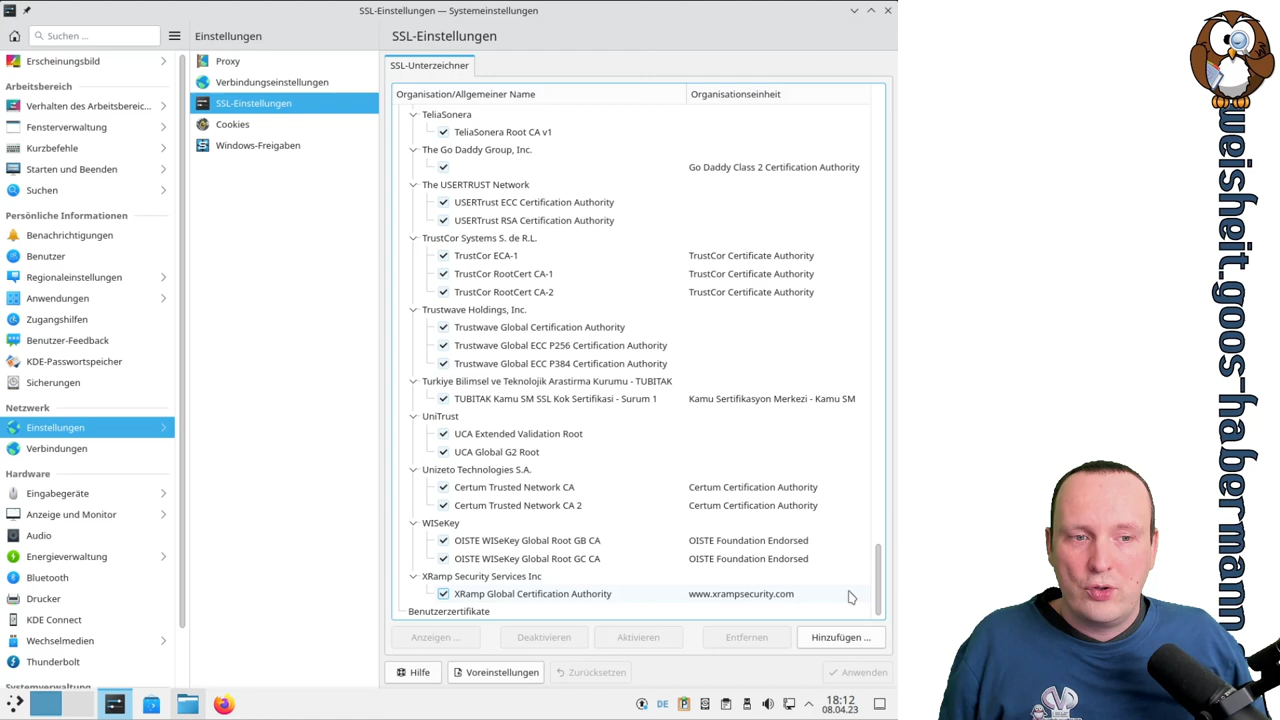 SSL-Einstellungen — Systemeinstellungen
Suchen ...
Einstellungen
SSL-Einstellungen
Erscheinungsbild
Arbeitsbereich
Verhalten des Arbeitsbereic...
Fensterverwaltung
Kurzbefehle
Starten und Beenden
Suchen
Persönliche Informationen
Benachrichtigungen
Benutzer
Regionaleinstellungen
Anwendungen
Zugangshilfen
Benutzer-Feedback
KDE-Passwortspeicher
Sicherungen
Netzwerk
Einstellungen
Verbindungen
Hardware
Eingabegeräte
Anzeige und Monitor
Audio
Energieverwaltung
Bluetooth
Drucker
KDE Connect
Wechselmedien
Thunderbolt
Systemverwaltung
Proxy
Verbindungseinstellungen
SSL-Einstellungen
Cookies
Windows-Freigaben
SSL-Unterzeichner
Organisation/Allgemeiner Name Organisationseinheit
TeliaSonera
TeliaSonera Root CA v1
The Go Daddy Group, Inc.
Go Daddy Class 2 Certification Authority
The USERTRUST Network
USERTrust ECC Certification Authority
USERTrust RSA Certification Authority
TrustCor Systems S. de R.L.
TrustCor ECA-1 TrustCor Certificate Authority
TrustCor RootCert CA-1 TrustCor Certificate Authority
TrustCor RootCert CA-2 TrustCor Certificate Authority
Trustwave Holdings, Inc.
Trustwave Global Certification Authority
Trustwave Global ECC P256 Certification Authority
Trustwave Global ECC P384 Certification Authority
Turkiye Bilimsel ve Teknolojik Arastirma Kurumu - TUBITAK
TUBITAK Kamu SM SSL Kok Sertifikasi - Surum 1 Kamu Sertifikasyon Merkezi - Kamu SM
UniTrust
UCA Extended Validation Root
UCA Global G2 Root
Unizeto Technologies S.A.
Certum Trusted Network CA Certum Certification Authority
Certum Trusted Network CA 2 Certum Certification Authority
WISeKey
OISTE WISeKey Global Root GB CA OISTE Foundation Endorsed
OISTE WISeKey Global Root GC CA OISTE Foundation Endorsed
XRamp Security Services Inc
XRamp Global Certification Authority www.xrampsecurity.com
Benutzerzertifikate
Anzeigen ... Deaktivieren Aktivieren Entfernen Hinzufügen ...
Hilfe Voreinstellungen Zurücksetzen Anwenden
DE
18:12
08.04.23
weisheit.goos-habermann